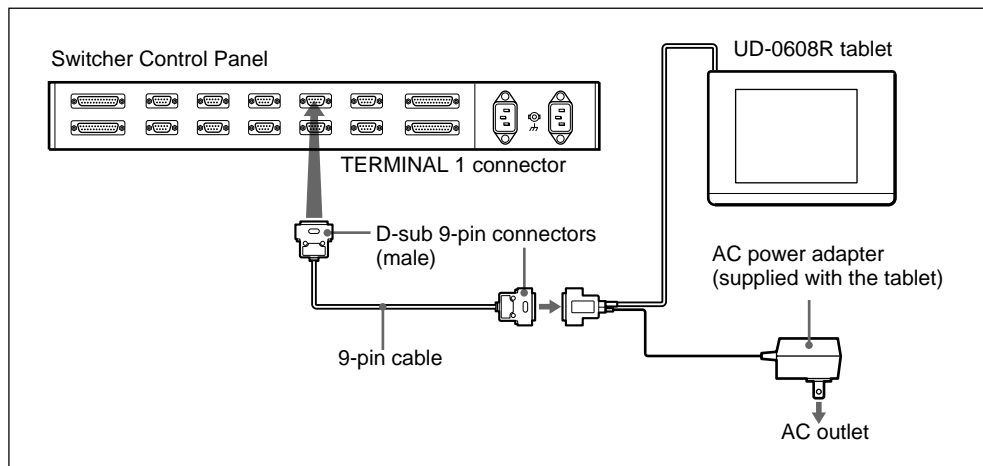 Switcher Control Panel
UD-0608R tablet
TERMINAL 1 connector
D-sub 9-pin connectors
(male)
AC power adapter
(supplied with the tablet)
9-pin cable
AC outlet